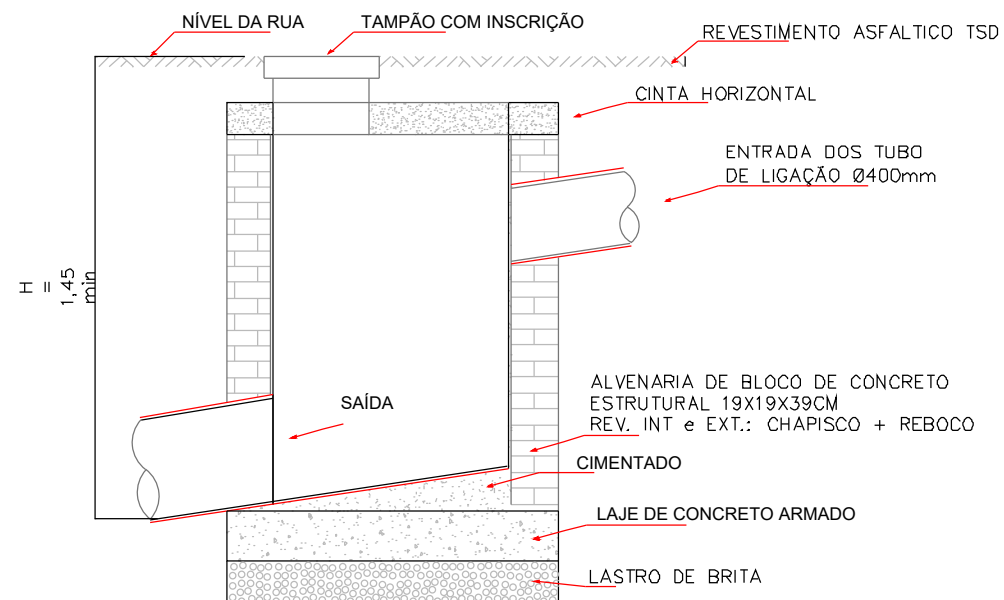 NÍVEL DA RUA
TAMPÃO COM INSCRIÇÃO
REVESTIMENTO ASFALTICO TSD
CINTA HORIZONTAL
ENTRADA DOS TUBO
DE LIGAÇÃO Ø400mm
H =
1,45
min
ALVENARIA DE BLOCO DE CONCRETO
ESTRUTURAL 19X19X39CM
REV. INT e EXT.: CHAPISCO + REBOCO
SAÍDA
CIMENTADO
LAJE DE CONCRETO ARMADO
LASTRO DE BRITA